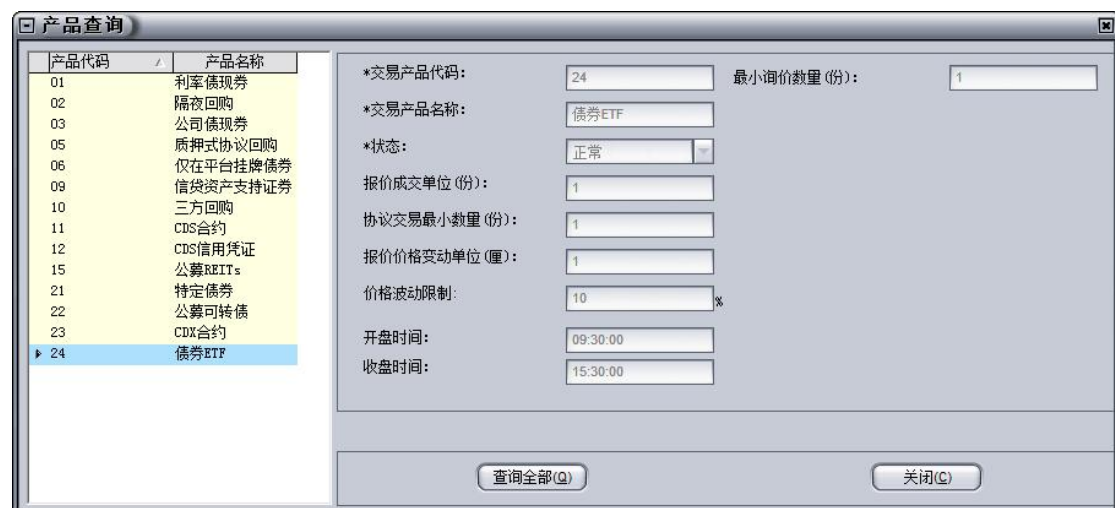 产品查询
产品代码 产品名称
01 利率债现券
02 隔夜回购
03 公司债现券
05 质押式协议回购
06 仅在平台挂牌债券
09 信贷资产支持证券
10 三方回购
11 CDS合约
12 CDS信用凭证
15 公募REITs
21 特定债券
22 公募可转债
23 CDX合约
24 债券ETF
*交易产品代码: 24 最小询价数量(份): 1
*交易产品名称: 债券ETF
*状态: 正常
报价成交单位(份): 1
协议交易最小数量(份): 1
报价价格变动单位(厘): 1
价格波动限制: 10 %
开盘时间: 09:30:00
收盘时间: 15:30:00
查询全部(Q) 关闭(C)